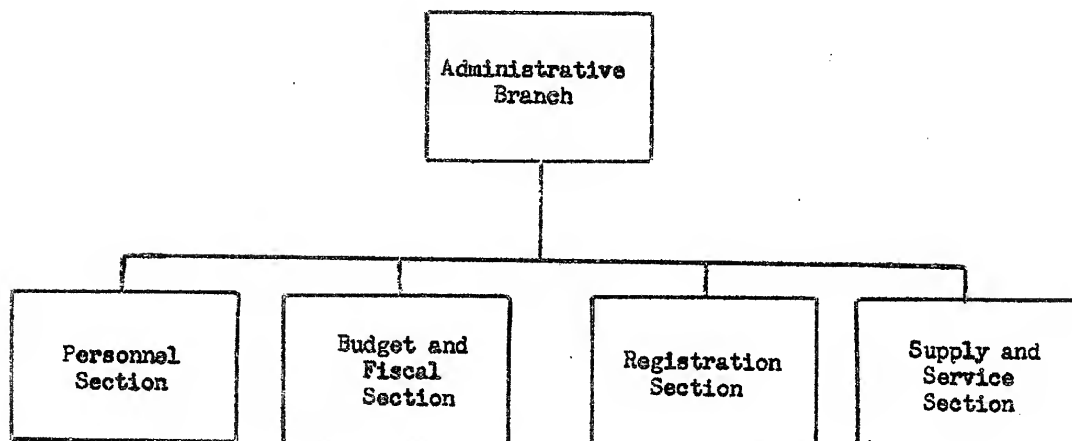 Administrative
Branch
Personnel
Section
Budget and
Fiscal
Section
Registration
Section
Supply and
Service
Section